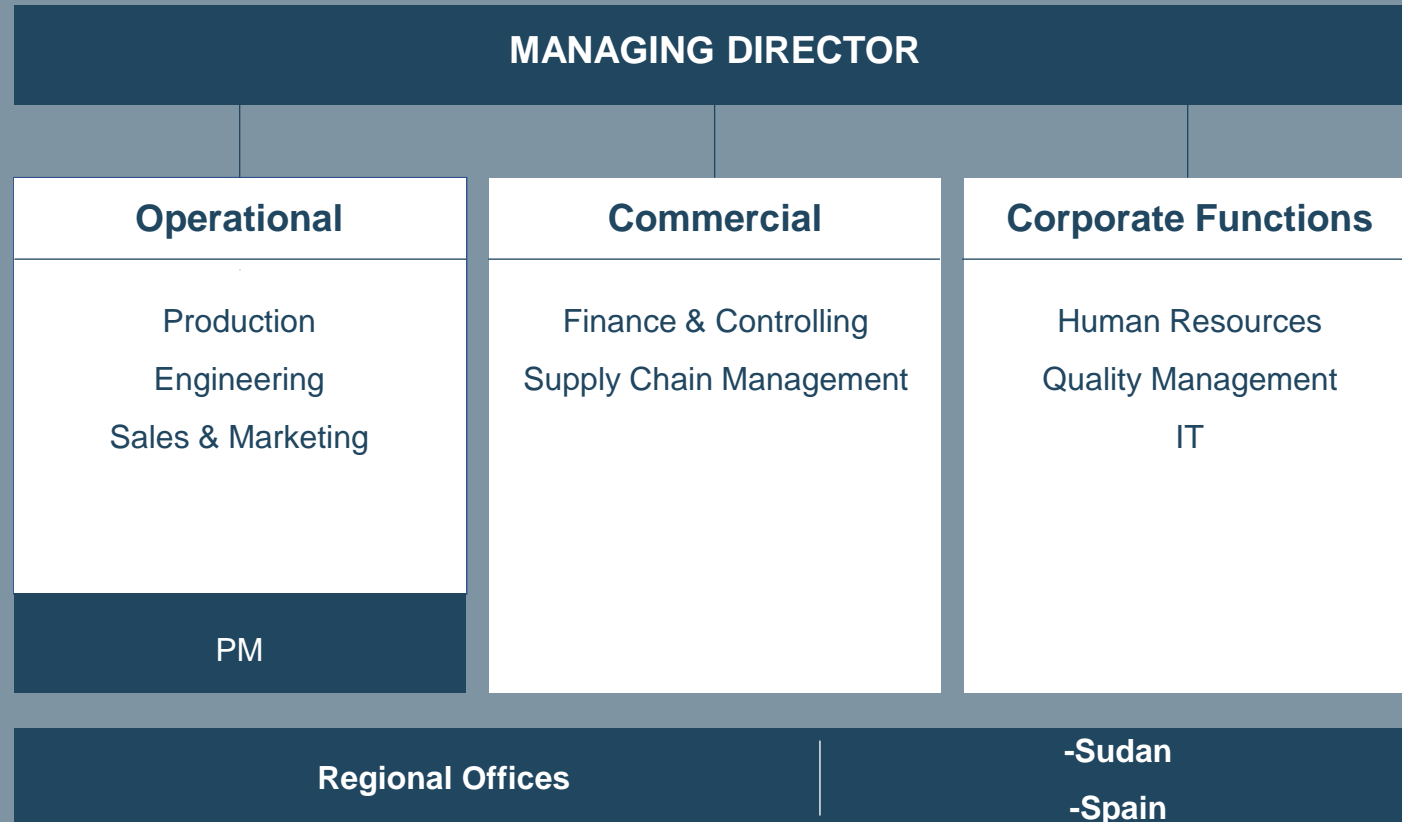 MANAGING DIRECTOR
Operational
Production
Engineering
Sales & Marketing
PM
Commercial
Finance & Controlling
Supply Chain Management
Corporate Functions
Human Resources
Quality Management
IT
Regional Offices
-Sudan
-Spain